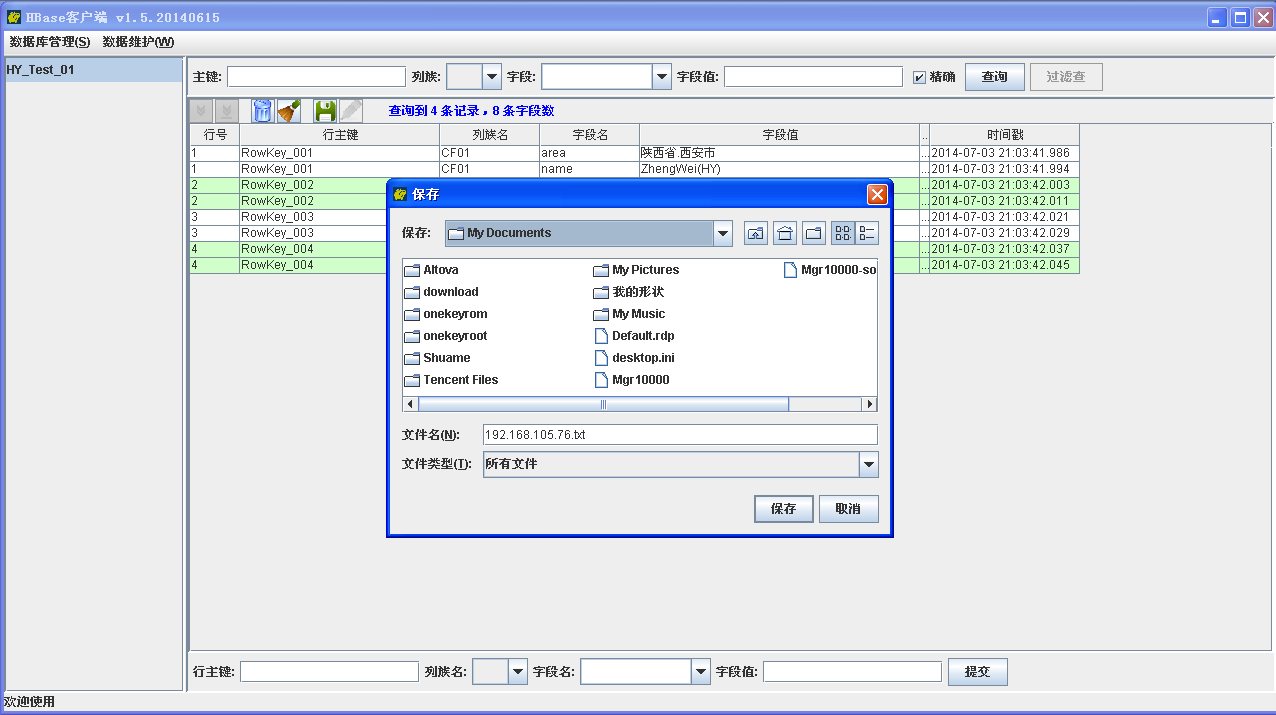 HBase客户端 v1.5.20140615
数据库管理(S) 数据维护(W)
HY_Test_01
主键: 列族: 字段: 字段值: 精确 查询 过滤查
查询到 4 条记录，8 条字段数
行号 行主键 列族名 字段名 字段值 .. 时间戳
1 RowKey_001 CF01 area 陕西省.西安市 ... 2014-07-03 21:03:41.986
1 RowKey_001 CF01 name ZhengWei(HY) ... 2014-07-03 21:03:41.994
2 RowKey_002 ... 2014-07-03 21:03:42.003
2 RowKey_002 ... 2014-07-03 21:03:42.011
3 RowKey_003 ... 2014-07-03 21:03:42.021
3 RowKey_003 ... 2014-07-03 21:03:42.029
4 RowKey_004 ... 2014-07-03 21:03:42.037
4 RowKey_004 ... 2014-07-03 21:03:42.045
保存
保存: My Documents
Altova My Pictures Mgr10000-so
download 我的形状
onekeyrom My Music
onekeyroot Default.rdp
Shuame desktop.ini
Tencent Files Mgr10000
文件名(N): 192.168.105.76.txt
文件类型(T): 所有文件
保存 取消
行主键: 列族名: 字段名: 字段值: 提交
欢迎使用